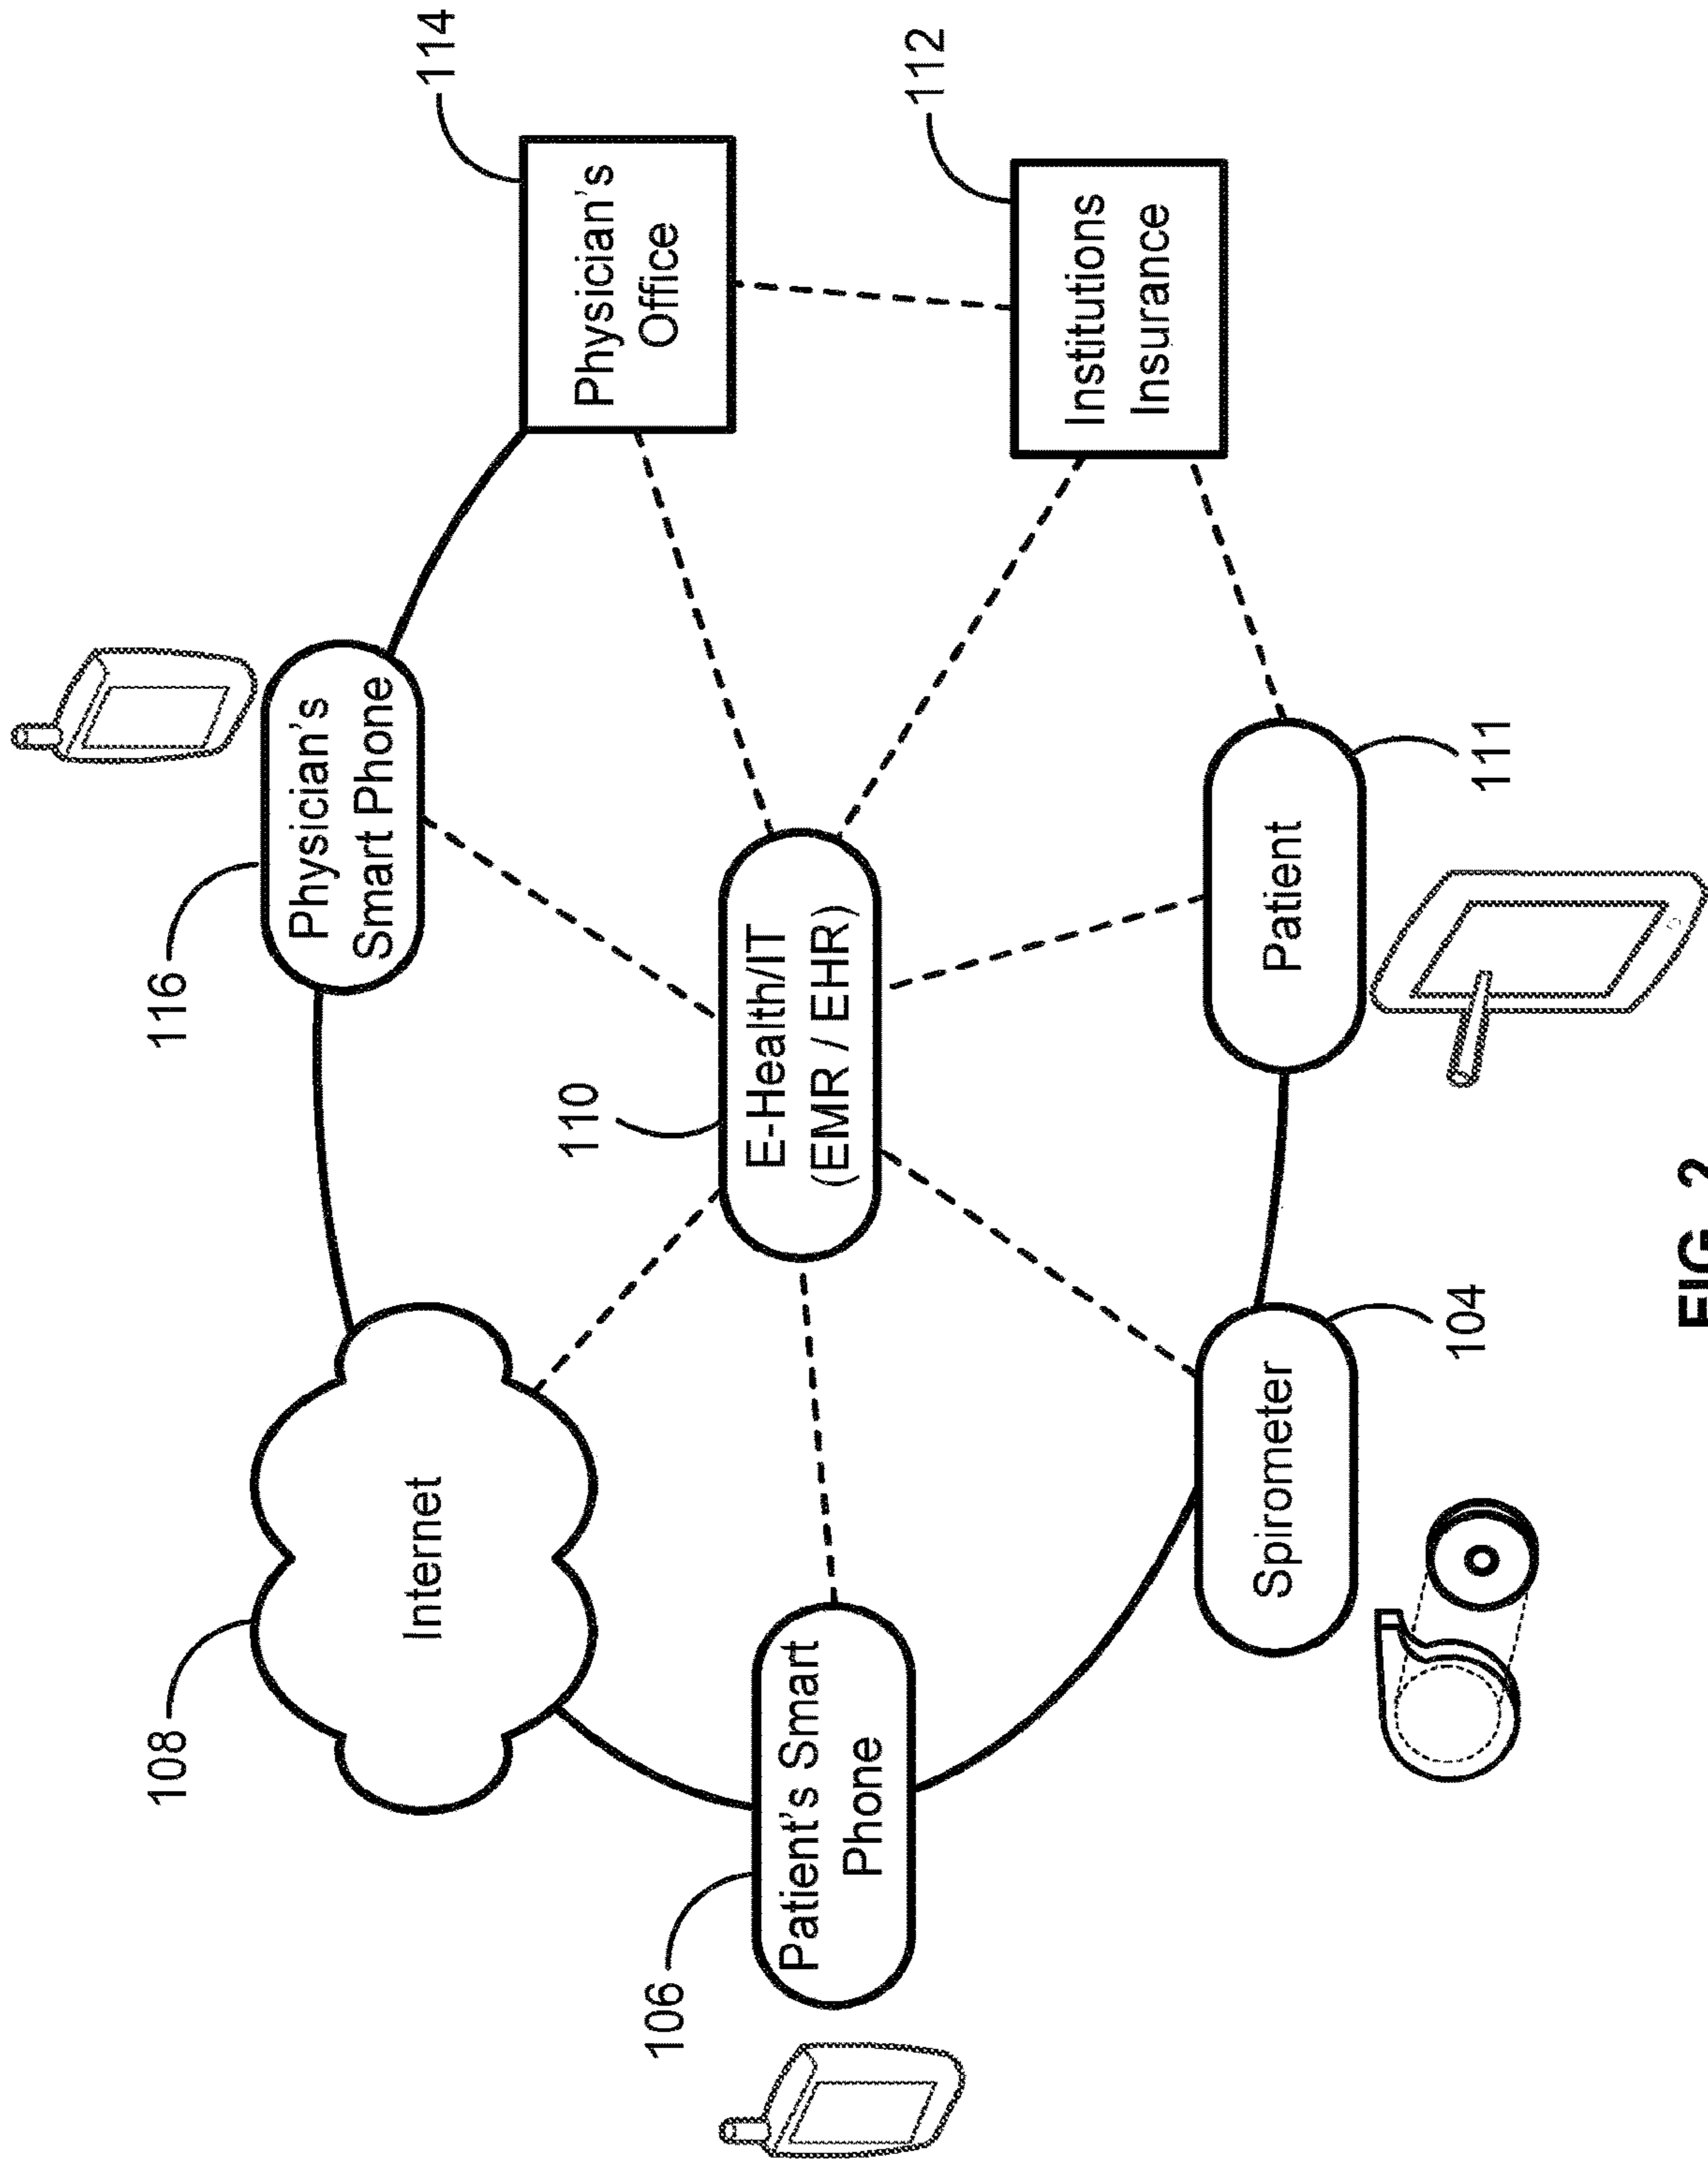 108
Internet
116
Physician's
Smart Phone
114
Physician's
Office
106
Patient's Smart
Phone
110
E-Health/IT
(EMR / EHR)
112
Institutions
Insurance
Spirometer
104
Patient
111
FIG. 2